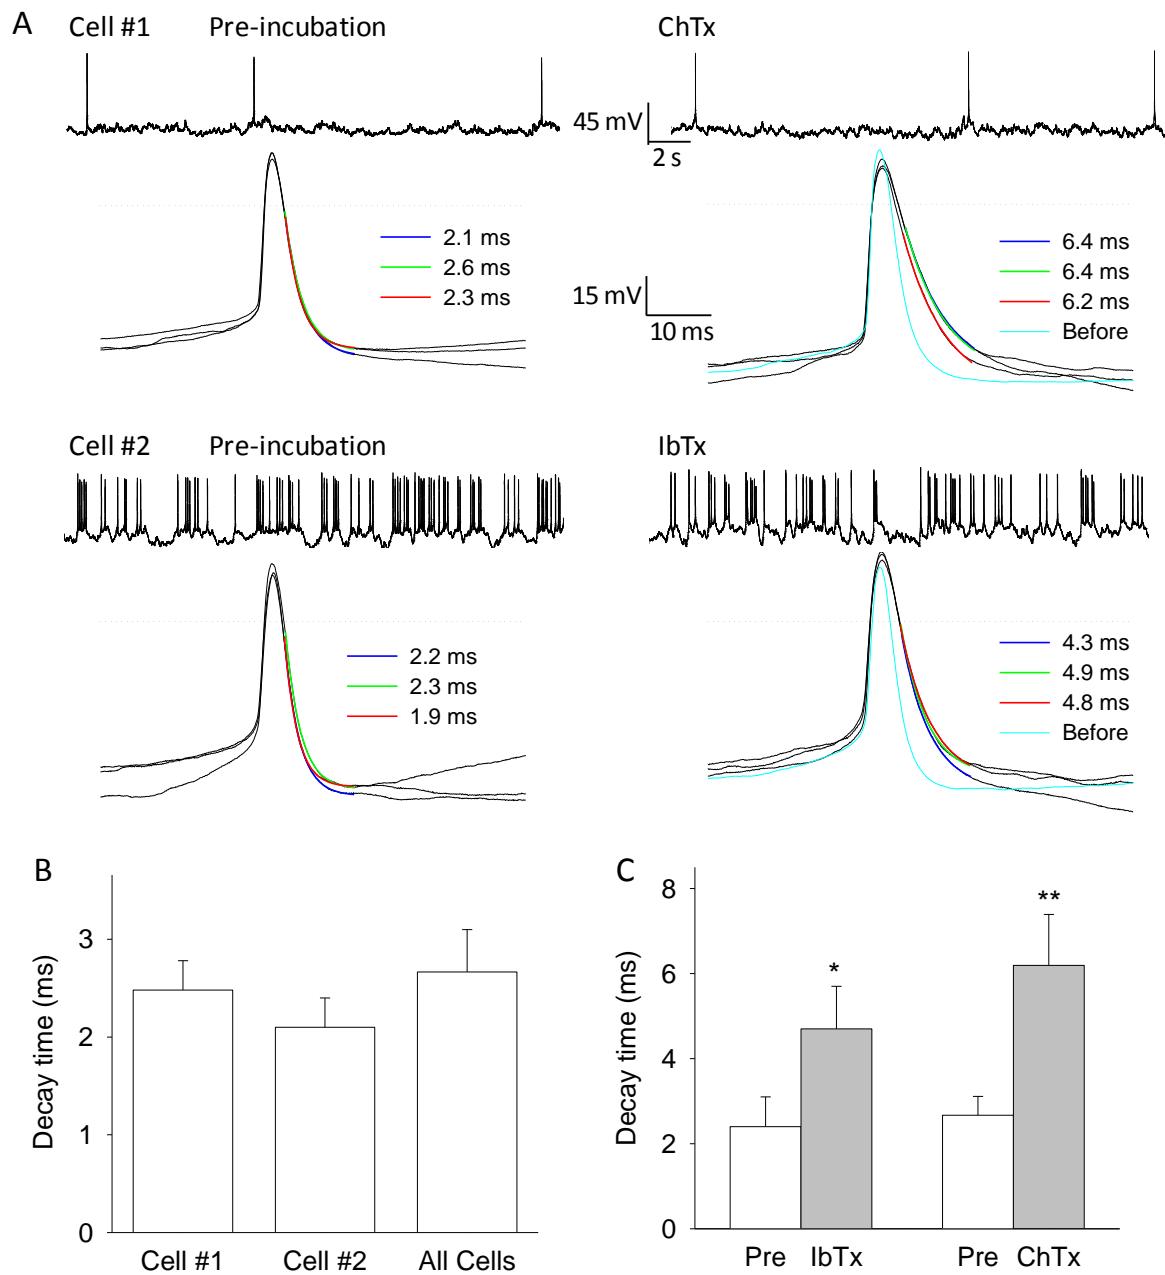 A
Cell #1 Pre-incubation
ChTx
45 mV
2 s
2.1 ms
2.6 ms
2.3 ms
15 mV
10 ms
6.4 ms
6.4 ms
6.2 ms
Before
Cell #2 Pre-incubation
IbTx
2.2 ms
2.3 ms
1.9 ms
4.3 ms
4.9 ms
4.8 ms
Before
B
Decay time (ms)
3
2
1
0
Cell #1 Cell #2 All Cells
C
Decay time (ms)
8
6
4
2
0
*
**
Pre IbTx Pre ChTx